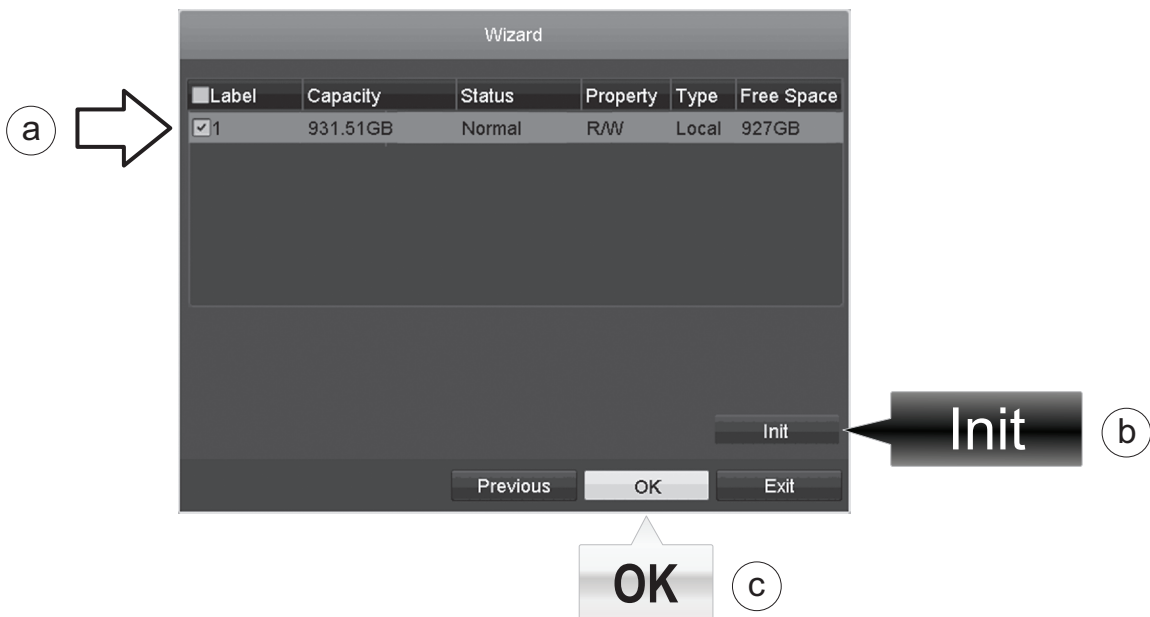 Wizard
Label Capacity Status Property Type Free Space
a
1 931.51GB Normal R/W Local 927GB
Init
Init
b
Previous OK Exit
OK
c